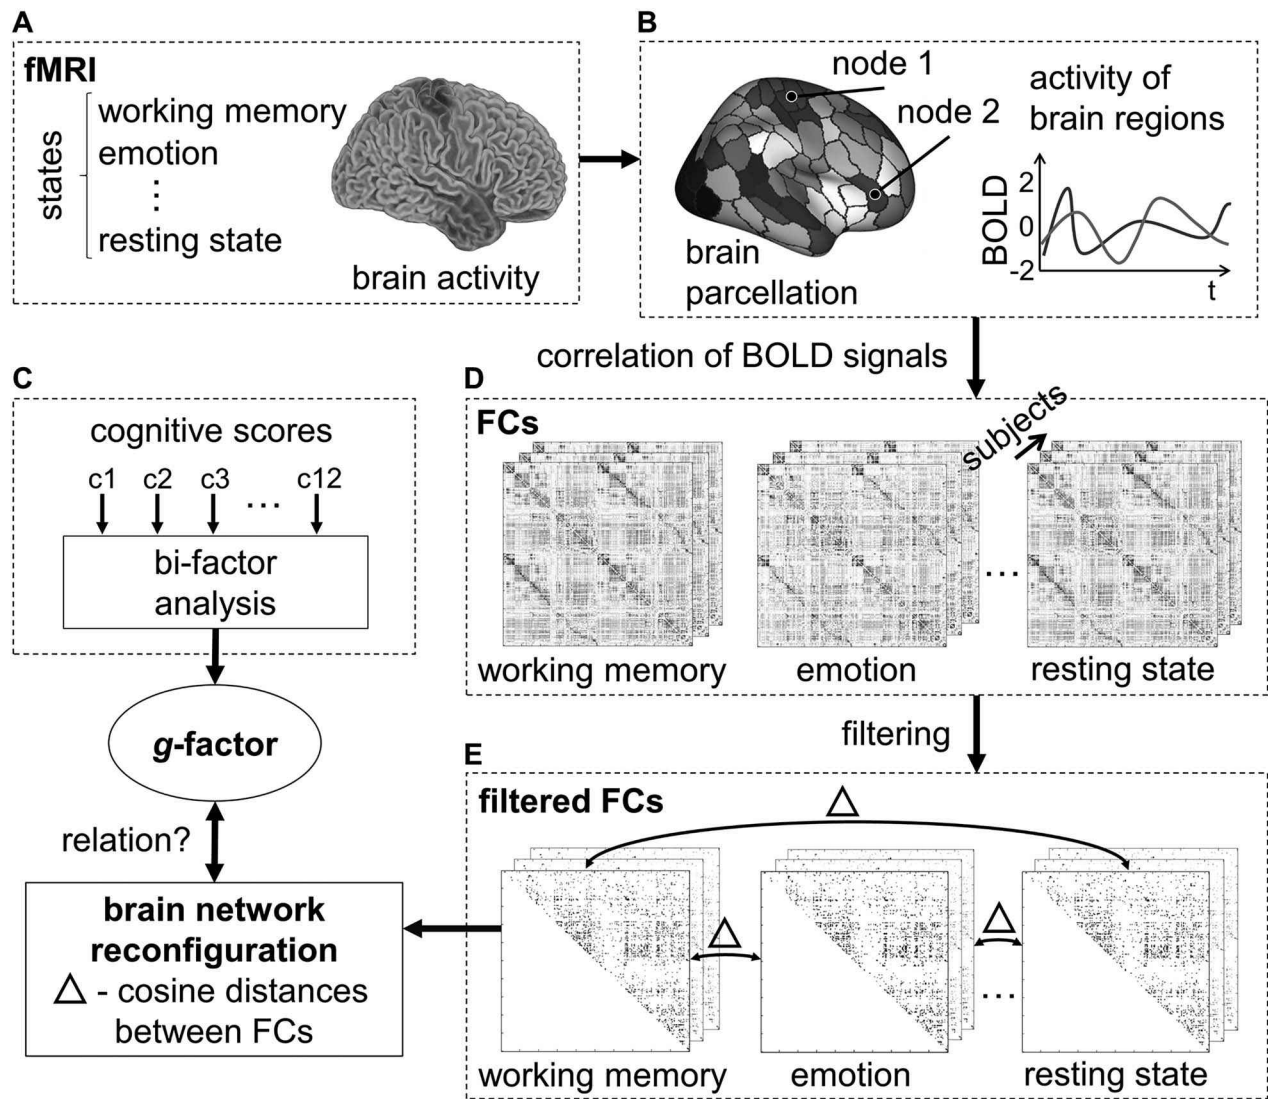 A
fMRI
states
working memory
emotion
⋮
resting state
brain activity
B
node 1
node 2
brain
parcellation
activity of
brain regions
BOLD
2
0
-2
t
correlation of BOLD signals
C
cognitive scores
c1 c2 c3 ... c12
bi-factor
analysis
g-factor
relation?
brain network
reconfiguration
△ - cosine distances
between FCs
D
FCs
subjects
...
working memory
emotion
resting state
filtering
E
filtered FCs
△
△
△
...
working memory
emotion
resting state